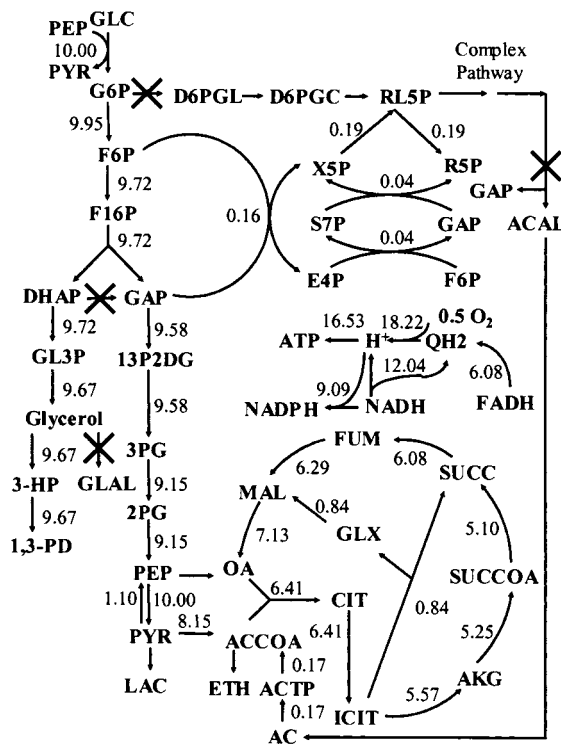 GLC
PEP
10.00
PYR
G6P
D6PGL
D6PGC
RL5P
Complex
Pathway
9.95
F6P
0.19
0.19
X5P
R5P
9.72
GAP
0.04
F16P
0.16
S7P
GAP
ACAL
9.72
0.04
E4P
F6P
DHAP
GAP
9.72
9.58
16.53
18.22
0.5 O2
ATP
H+
QH2
GL3P
13P2DG
12.04
9.09
6.08
9.67
NADPH
NADH
FADH
Glycerol
9.58
FUM
9.67
3PG
6.29
6.08
SUCC
3-HP
GLAL
9.15
MAL
0.84
9.67
2PG
GLX
7.13
5.10
1,3-PD
9.15
PEP
OA
SUCCOA
6.41
1.10
10.00
CIT
0.84
8.15
6.41
5.25
PYR
ACCOA
0.17
AKG
LAC
ETH
ACTP
5.57
0.17
ICIT
AC